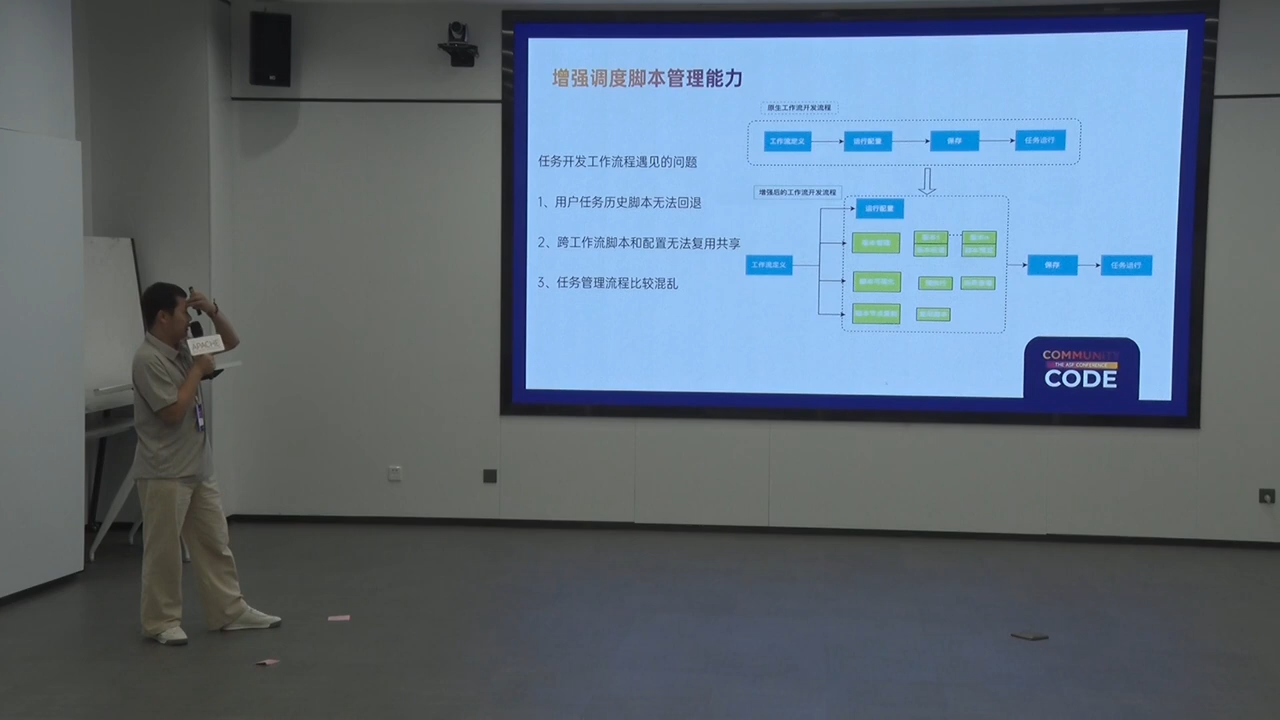 增强调度脚本管理能力
原生工作流开发流程
工作流定义
运行配置
保存
任务运行
任务开发工作流程遇见的问题
1、用户任务历史脚本无法回退
2、跨工作流脚本和配置无法复用共享
3、任务管理流程比较混乱
增强后的工作流开发流程
运行配置
工作流定义
保存
任务运行
COMMUNITY
THE ASF CONFERENCE
CODE
APACHE